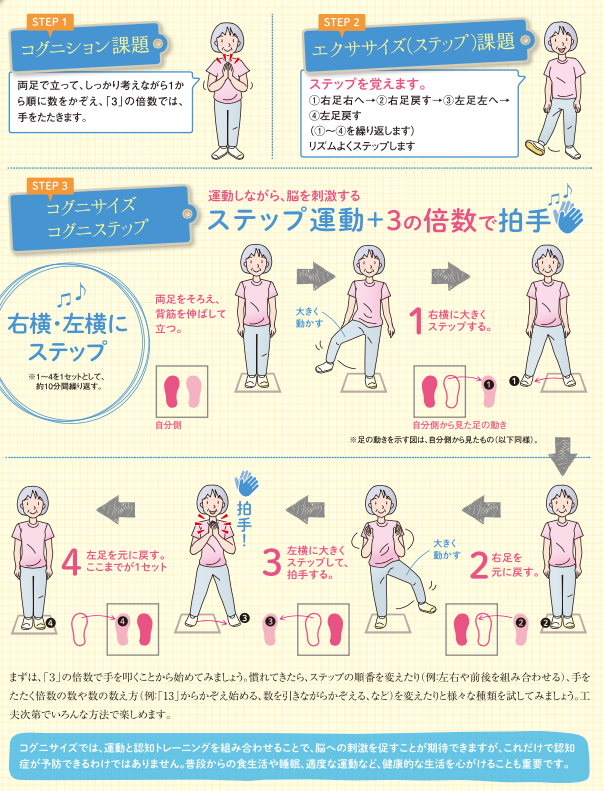 STEP 1
コグニション課題
両足で立って、しっかり考えながら1か
ら順に数をかぞえ、「3」の倍数では、
手をたたきます。
STEP 2
エクササイズ(ステップ)課題
ステップを覚えます。
①右足右へ→②右足戻す→③左足左へ→
④左足戻す
(①〜④を繰り返します)
リズムよくステップします
STEP 3
コグニサイズ
コグニステップ
運動しながら、脳を刺激する
ステップ運動+3の倍数で拍手
右横・左横に
ステップ
※1〜4を1セットとして、
約10分間繰り返す。
両足をそろえ、
背筋を伸ばして
立つ。
自分側
大きく
動かす
1 右横に大きく
ステップする。
❶
❶
自分側から見た足の動き
※足の動きを示す図は、自分側から見たもの(以下同様)。
4 左足を元に戻す。
ここまでが1セット
❹
❹
拍手!
3 左横に大きく
ステップして、
拍手する。
❸
❸
大きく
動かす
2 右足を
元に戻す。
❷
❷
まずは、「3」の倍数で手を叩くことから始めてみましょう。慣れてきたら、ステップの順番を変えたり(例:左右や前後を組み合わせる)、手を
たたく倍数の数や数の数え方(例:「13」からかぞえ始める、数を引きながらかぞえる、など)を変えたりと様々な種類を試してみましょう。工
夫次第でいろんな方法で楽しめます。
コグニサイズでは、運動と認知トレーニングを組み合わせることで、脳への刺激を促すことが期待できますが、これだけで認知
症が予防できるわけではありません。普段からの食生活や睡眠、適度な運動など、健康的な生活を心がけることも重要です。